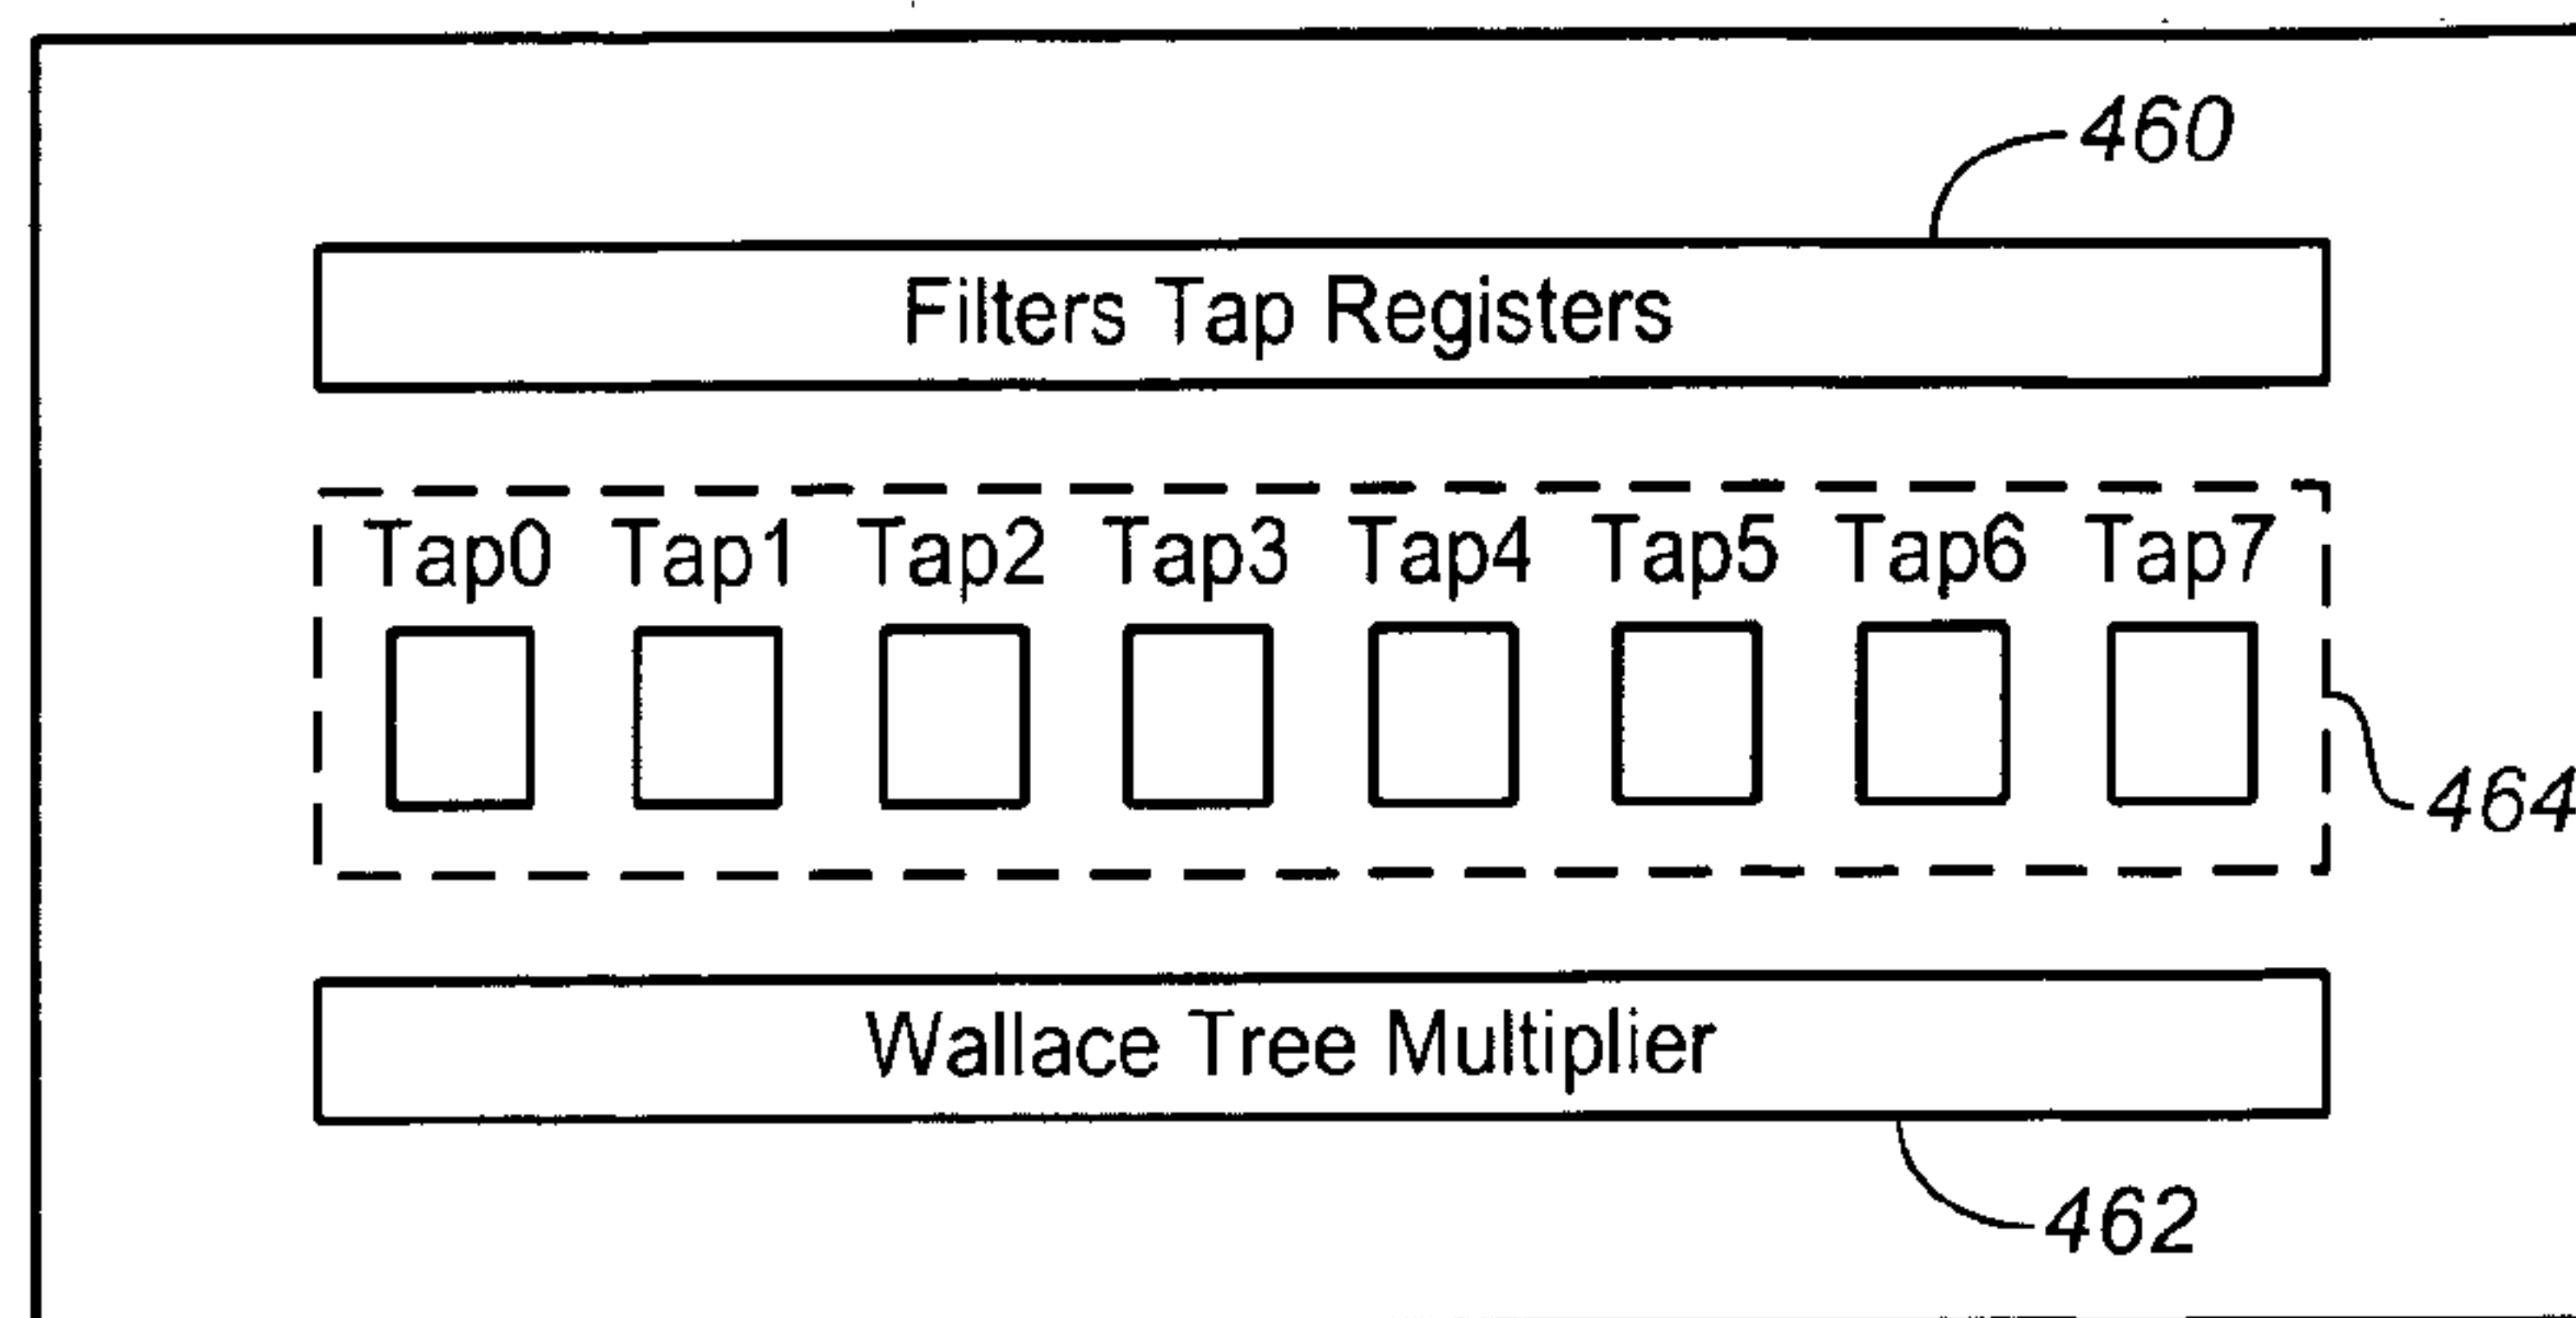 460
Filters Tap Registers
Tap0 Tap1 Tap2 Tap3 Tap4 Tap5 Tap6 Tap7
464
Wallace Tree Multiplier
462